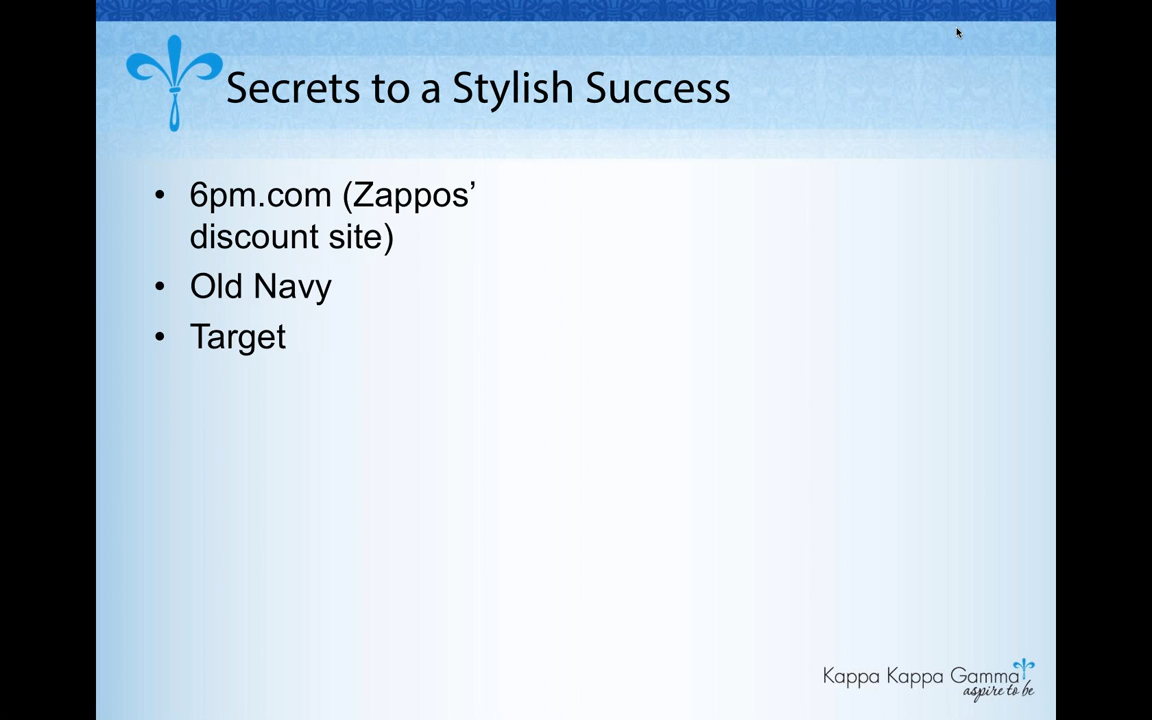 Secrets to a Stylish Success
• 6pm.com (Zappos’
discount site)
• Old Navy
• Target
Kappa Kappa Gamma
aspire to be